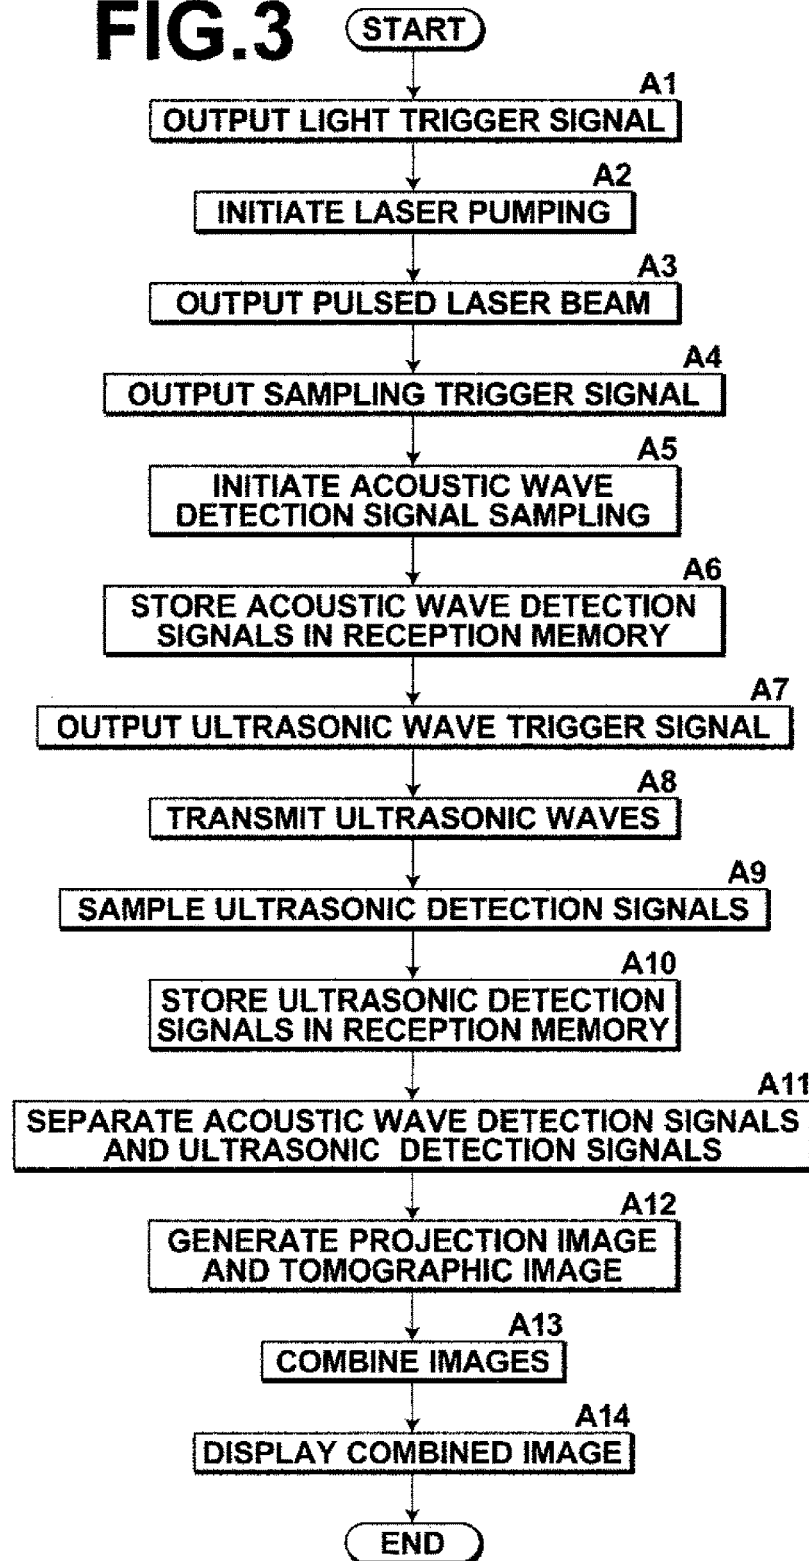 FIG.3
START
A1
OUTPUT LIGHT TRIGGER SIGNAL
A2
INITIATE LASER PUMPING
A3
OUTPUT PULSED LASER BEAM
A4
OUTPUT SAMPLING TRIGGER SIGNAL
A5
INITIATE ACOUSTIC WAVE
DETECTION SIGNAL SAMPLING
A6
STORE ACOUSTIC WAVE DETECTION
SIGNALS IN RECEPTION MEMORY
A7
OUTPUT ULTRASONIC WAVE TRIGGER SIGNAL
A8
TRANSMIT ULTRASONIC WAVES
A9
SAMPLE ULTRASONIC DETECTION SIGNALS
A10
STORE ULTRASONIC DETECTION
SIGNALS IN RECEPTION MEMORY
A11
SEPARATE ACOUSTIC WAVE DETECTION SIGNALS
AND ULTRASONIC DETECTION SIGNALS
A12
GENERATE PROJECTION IMAGE
AND TOMOGRAPHIC IMAGE
A13
COMBINE IMAGES
A14
DISPLAY COMBINED IMAGE
END